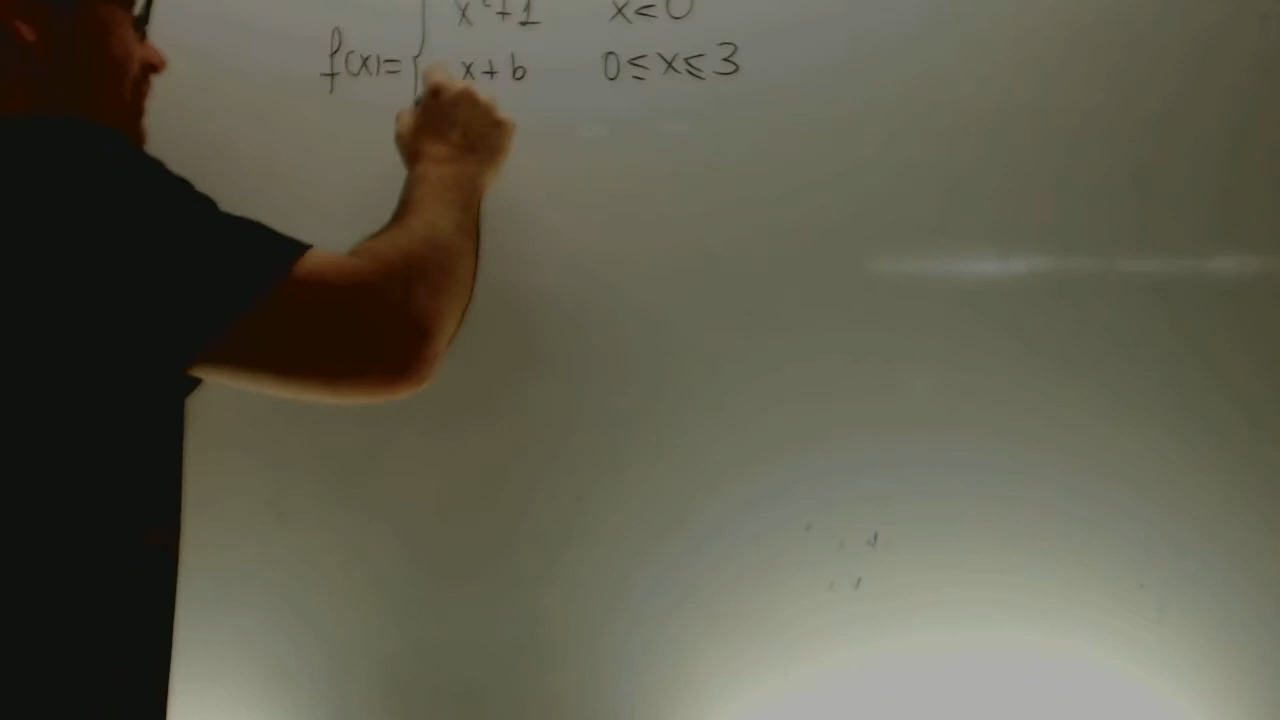 x²+1 x<0
f(x)={ x+b 0≤x≤3